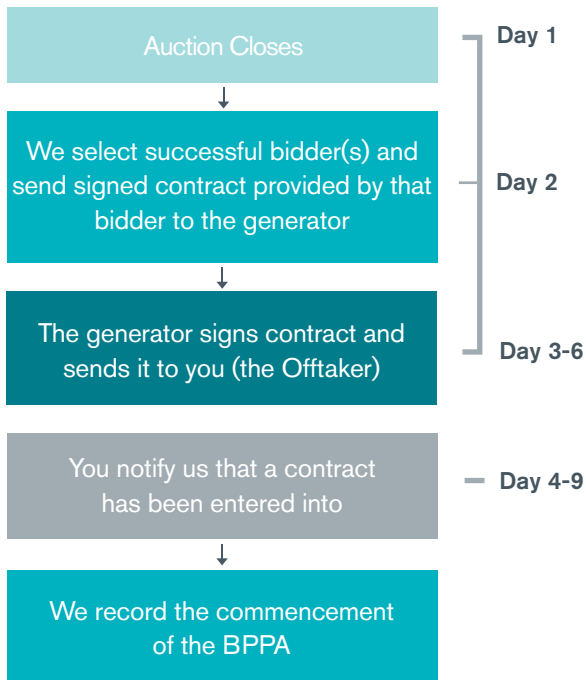 Auction Closes
Day 1
We select successful bidder(s) and
send signed contract provided by that
bidder to the generator
Day 2
The generator signs contract and
sends it to you (the Offtaker)
Day 3-6
You notify us that a contract
has been entered into
Day 4-9
We record the commencement
of the BPPA